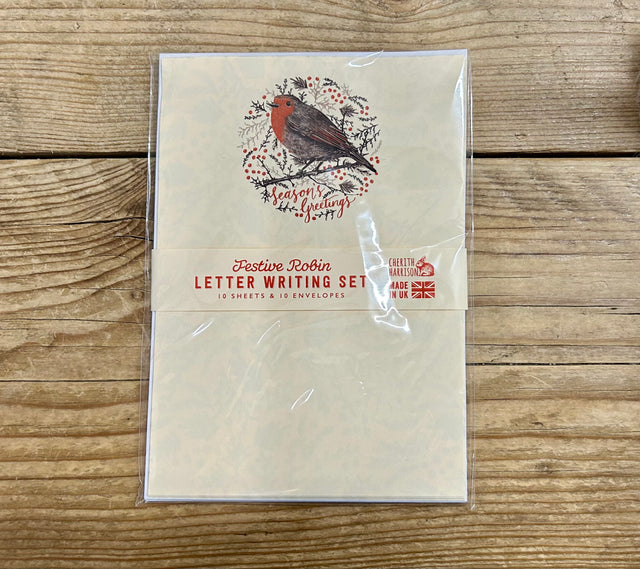 Seasons
Greetings
Festive Robin
LETTER WRITING SET
10 SHEETS & 10 ENVELOPES
CHERITH
HARRISON
MADE
IN UK